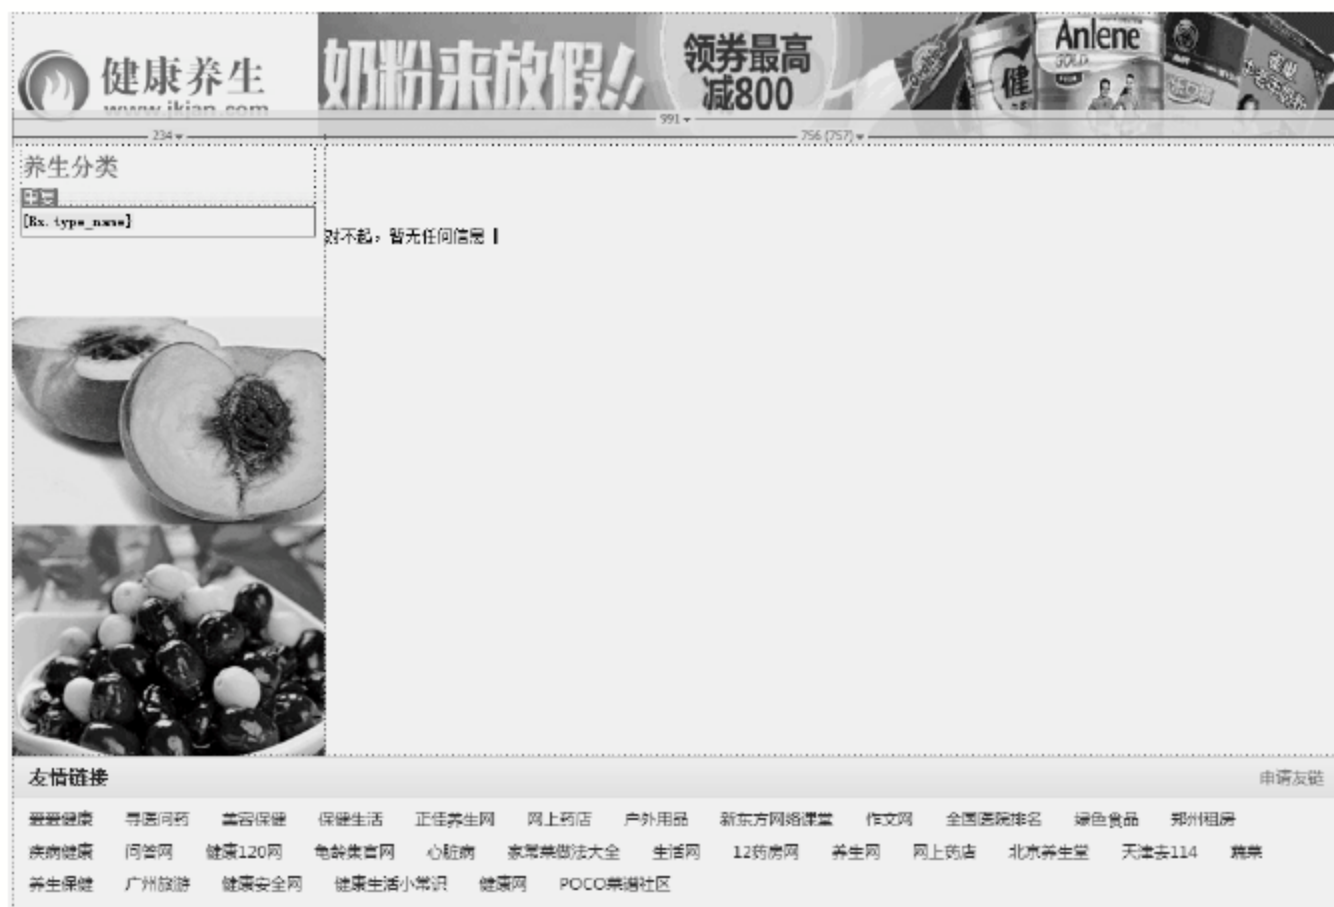 健康养生
www.jkjan.com
奶粉来放假!!
领券最高
减800
Anlene
GOLD
健
991
234
756 (757)
养生分类
重复
[Rx.type_name]
对不起，暂无任何信息
友情链接
申请友链
爱爱健康 寻医问药 美容保健 保健生活 正佳养生网 网上药店 户外用品 新东方网络课堂 作文网 全国医院排名 绿色食品 郑州租房
疾病健康 问答网 健康120网 龟龄集官网 心脏病 家常菜做法大全 生活网 12药房网 养生网 网上药店 北京养生堂 天津去114 蔬菜
养生保健 广州旅游 健康安全网 健康生活小常识 健康网 POCO菜谱社区